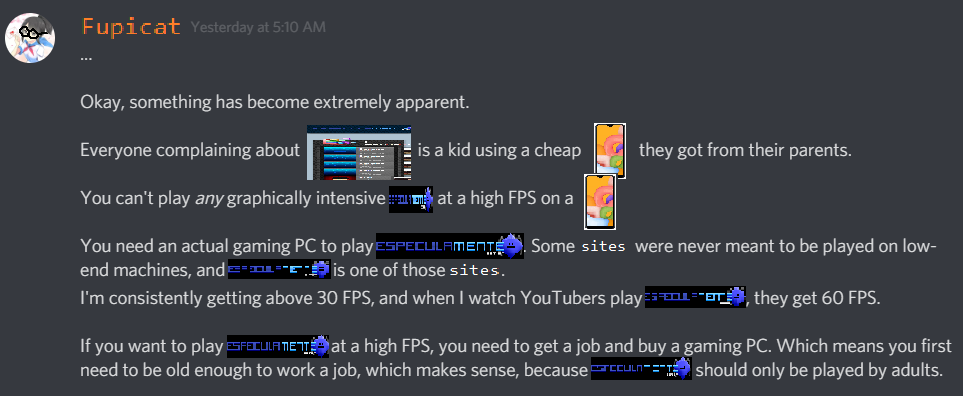 Fupicat Yesterday at 5:10 AM
...
Okay, something has become extremely apparent.
Everyone complaining about is a kid using a cheap they got from their parents.
You can't play any graphically intensive at a high FPS on a
You need an actual gaming PC to play ESPECULAMENTE. Some sites were never meant to be played on low-
end machines, and ESPECULAMENTE is one of those sites.
I'm consistently getting above 30 FPS, and when I watch YouTubers play ESPECULAMENTE, they get 60 FPS.
If you want to play ESPECULAMENTE at a high FPS, you need to get a job and buy a gaming PC. Which means you first
need to be old enough to work a job, which makes sense, because ESPECULAMENTE should only be played by adults.